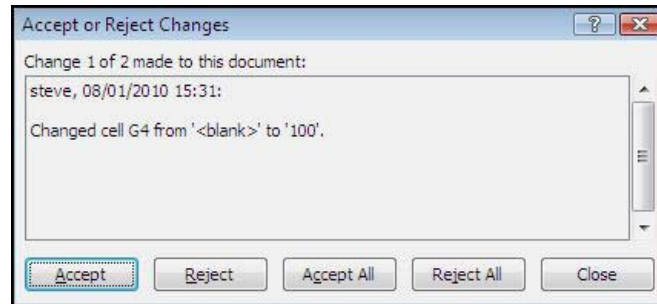 Accept or Reject Changes
Change 1 of 2 made to this document:
steve, 08/01/2010 15:31:
Changed cell G4 from '<blank>' to '100'.
Accept Reject Accept All Reject All Close